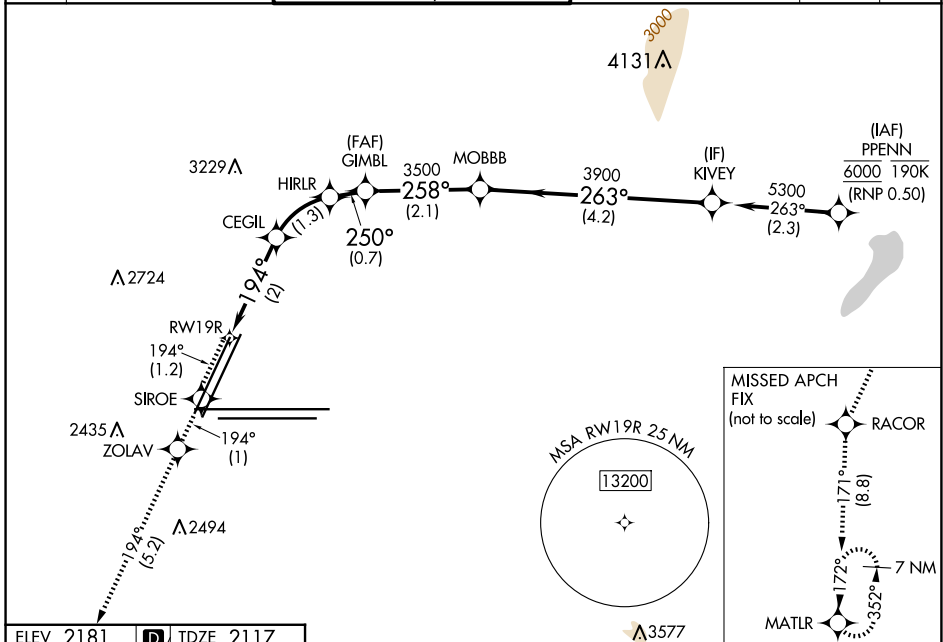 3000
4131
(IAF)
PPENN
6000 190K
(RNP 0.50)
(IF)
KIVEY
5300
263°
(2.3)
3900
263°
(4.2)
MOBBB
(FAF)
GIMBL
3500
258°
(2.1)
3229
HIRLR
CEGIL
(1.3)
250°
(0.7)
194°
(2)
2724
RW19R
194°
(1.2)
SIROE
2435
ZOLAV
194°
(1)
2494
194°
(5.2)
MSA RW19R 25 NM
13200
MISSED APCH
FIX
(not to scale)
RACOR
171°
(8.8)
7 NM
172°
352°
MATLR
3577
ELEV 2181 D TDZE 2117